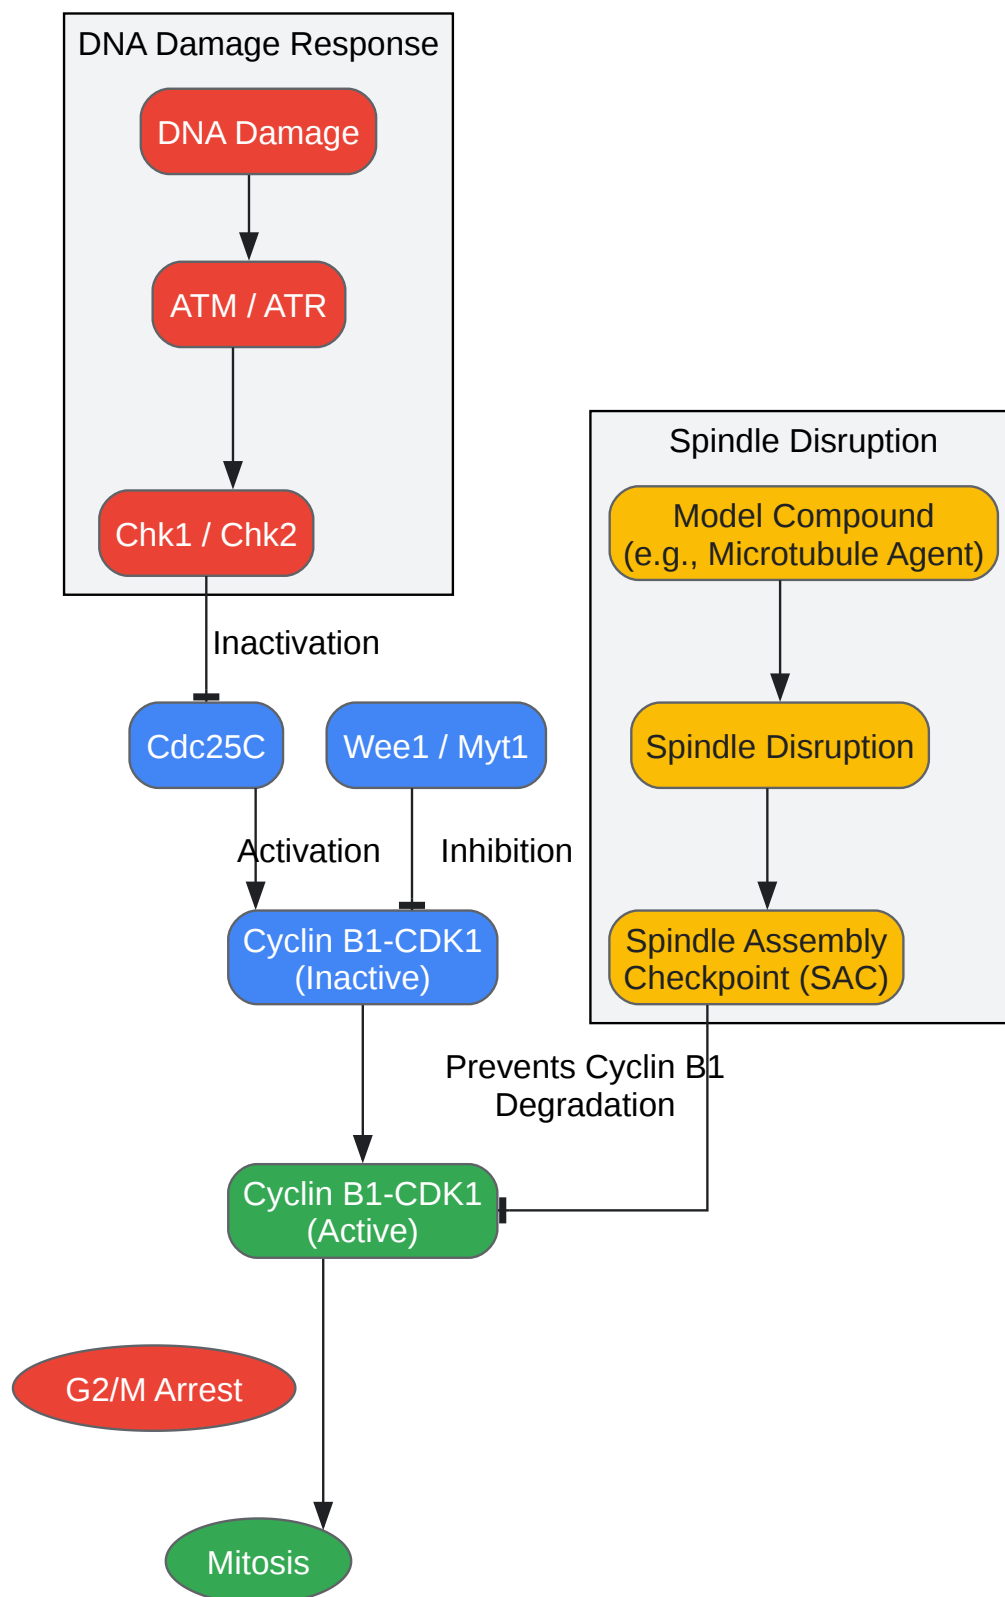 DNA Damage Response
DNA Damage
ATM / ATR
Chk1 / Chk2
Spindle Disruption
Model Compound
(e.g., Microtubule Agent)
Inactivation
Cdc25C
Wee1 / Myt1
Spindle Disruption
Activation
Inhibition
Cyclin B1-CDK1
(Inactive)
Spindle Assembly
Checkpoint (SAC)
Prevents Cyclin B1
Degradation
Cyclin B1-CDK1
(Active)
G2/M Arrest
Mitosis